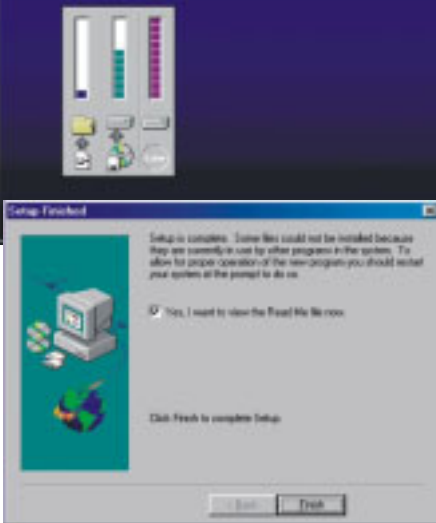 Setup Finished
Setup is complete. Some files could not be installed because
they are currently in use by other programs in the system. To
allow for proper operation of the new program you should restart
your system at the prompt to do so.
Yes, I want to view the Read Me file now.
Click Finish to complete Setup.
< Back
Finish